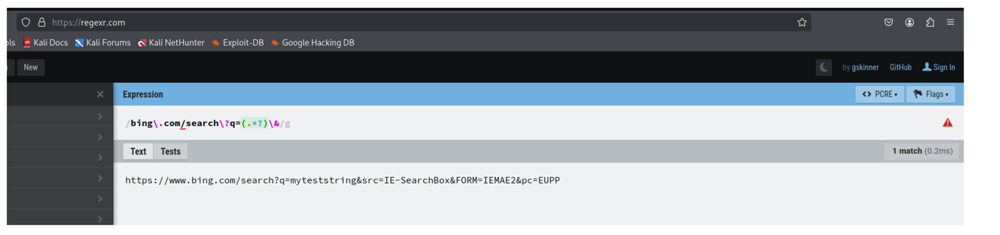 https://regexr.com
ols Kali Docs Kali Forums Kali NetHunter Exploit-DB Google Hacking DB
New by gskinner GitHub Sign In
Expression <> PCRE Flags
/bing\.com/search\?q=(.*?)\&/g
Text Tests 1 match (0.2ms)
https://www.bing.com/search?q=myteststring&src=IE-SearchBox&FORM=IEMAE2&pc=EUPP